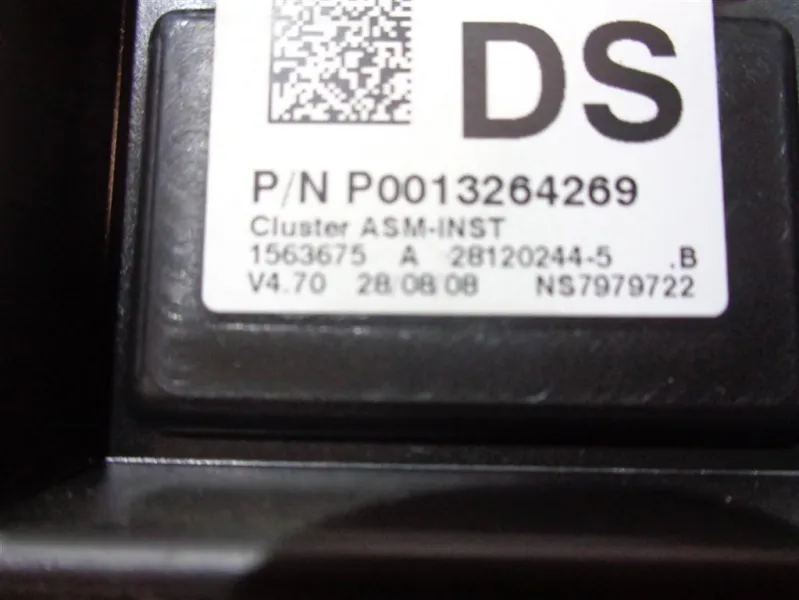 DS
P/N P0013264269
Cluster ASM-INST
1563675 A 28120244-5 .B
V4.70 28/08/08 NS7979722